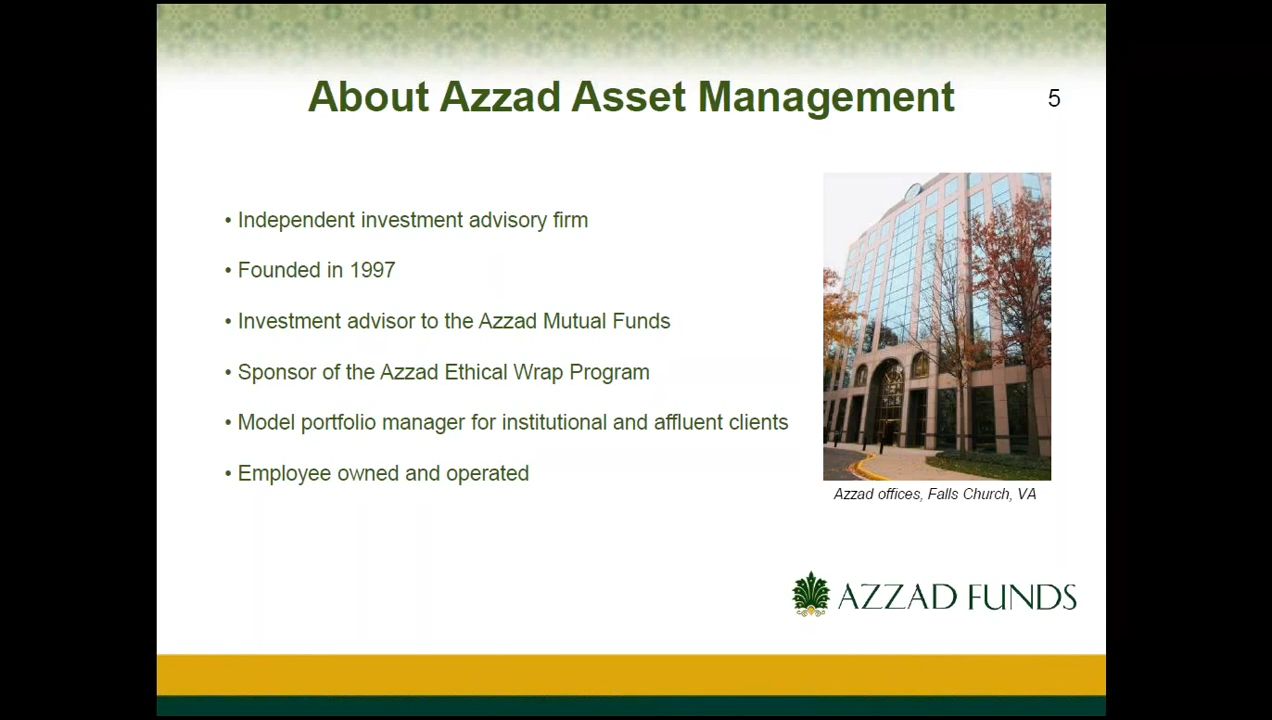 About Azzad Asset Management
5
• Independent investment advisory firm
• Founded in 1997
• Investment advisor to the Azzad Mutual Funds
• Sponsor of the Azzad Ethical Wrap Program
• Model portfolio manager for institutional and affluent clients
• Employee owned and operated
Azzad offices, Falls Church, VA
AZZAD FUNDS